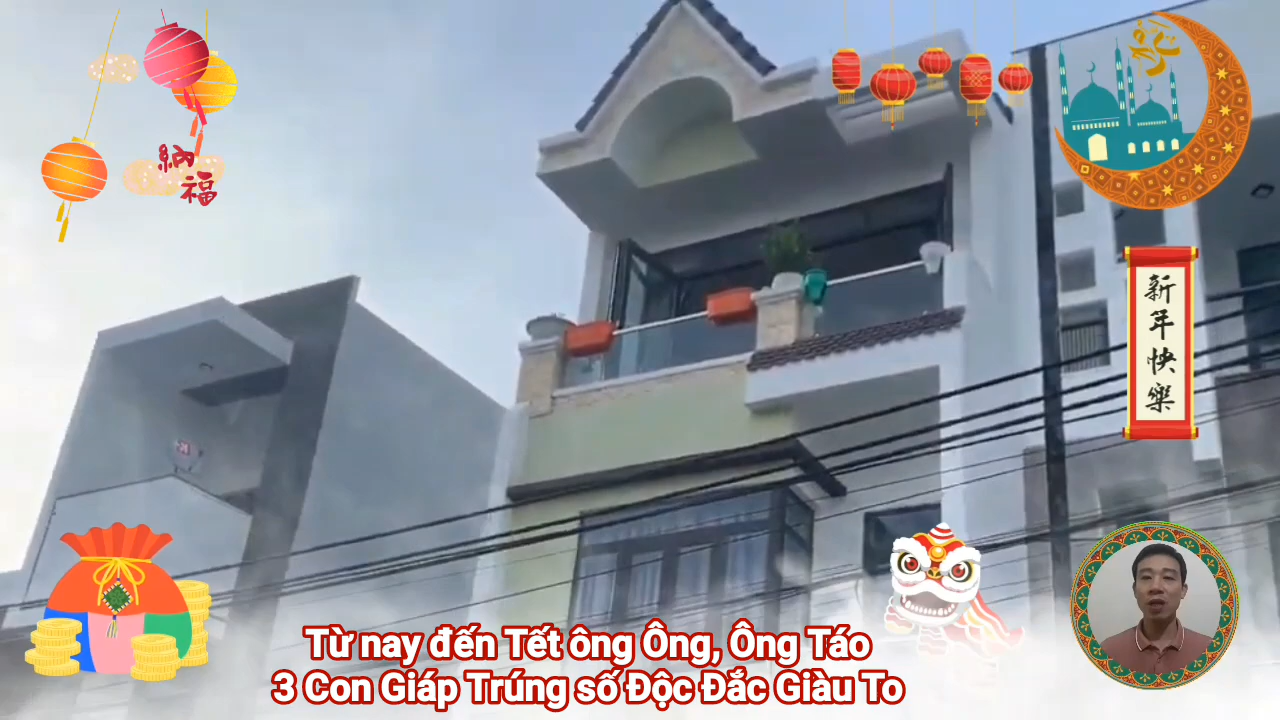 納
福
新
年
快
樂
Từ nay đến Tết ông Ông, Ông Táo
3 Con Giáp Trúng số Độc Đắc Giàu To